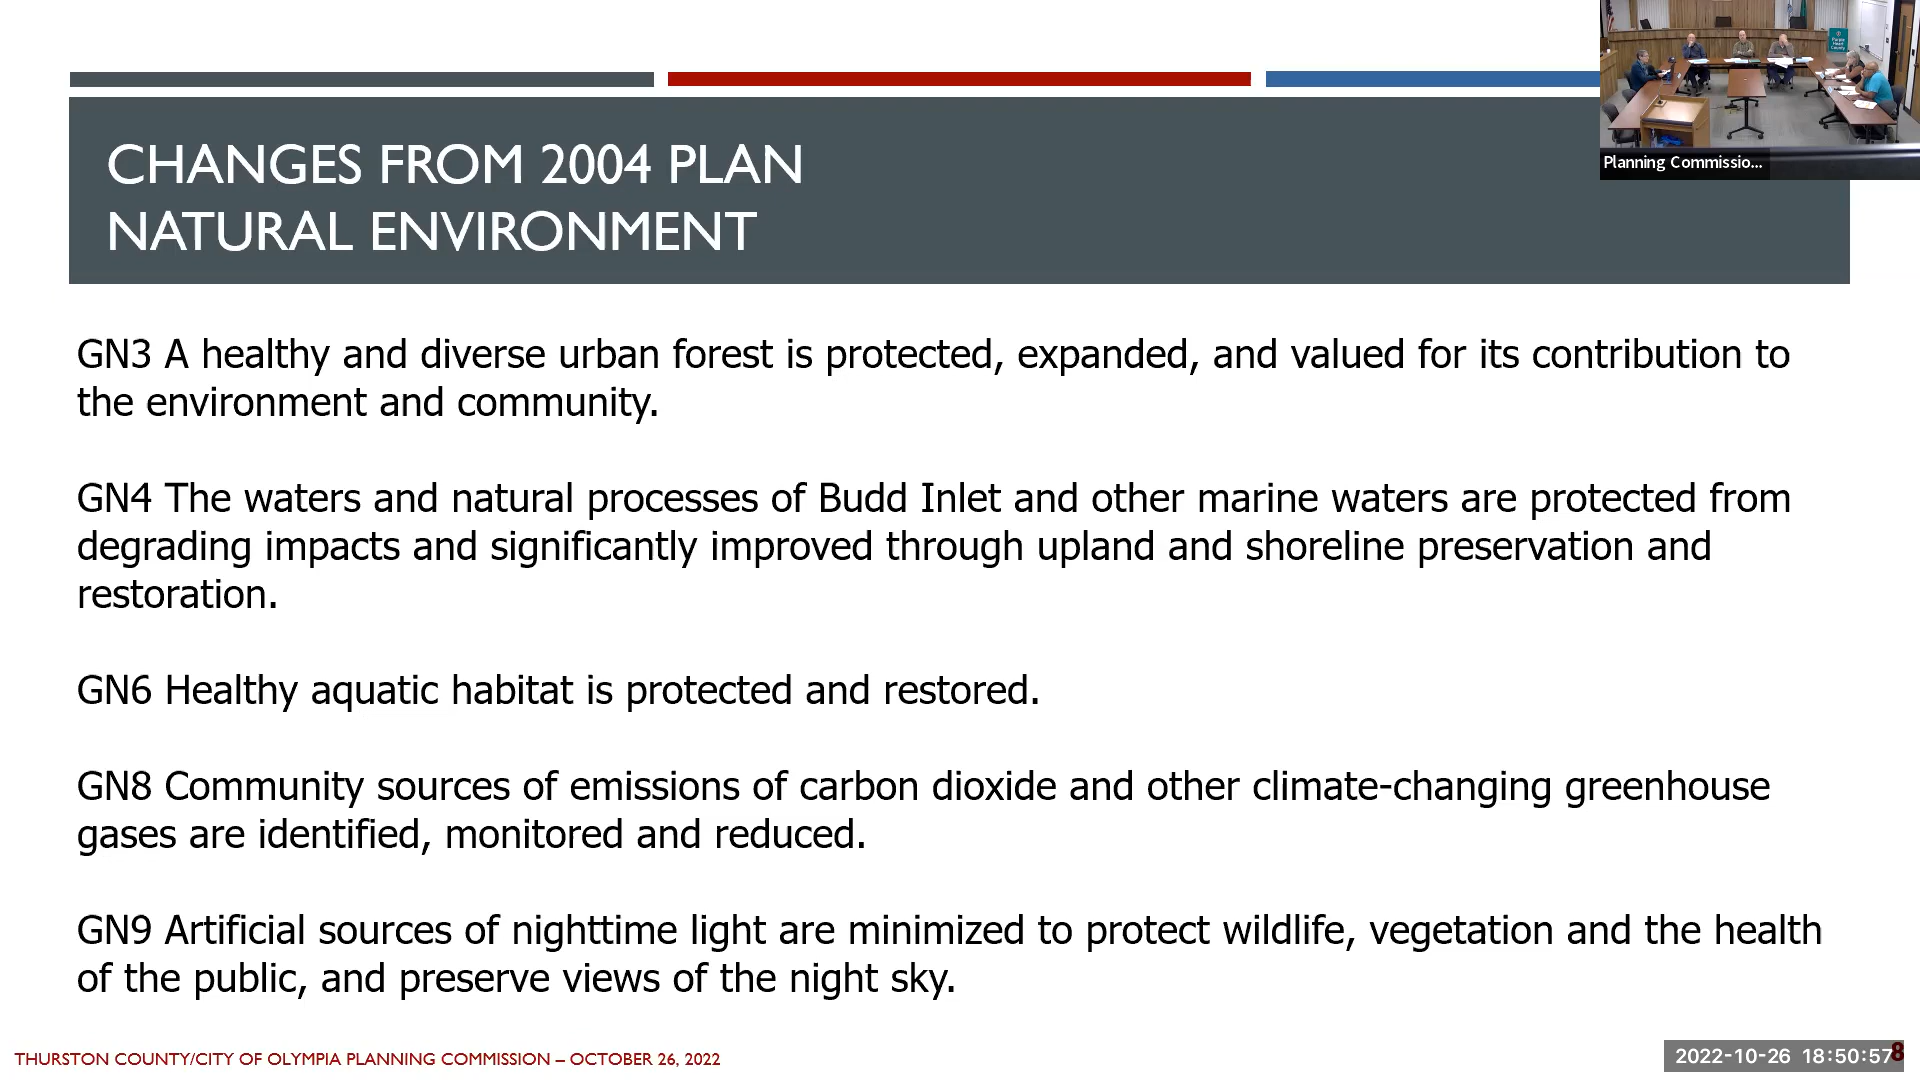 CHANGES FROM 2004 PLAN
NATURAL ENVIRONMENT
Purple
Heart
County
Planning Commissio...
GN3 A healthy and diverse urban forest is protected, expanded, and valued for its contribution to
the environment and community.
GN4 The waters and natural processes of Budd Inlet and other marine waters are protected from
degrading impacts and significantly improved through upland and shoreline preservation and
restoration.
GN6 Healthy aquatic habitat is protected and restored.
GN8 Community sources of emissions of carbon dioxide and other climate-changing greenhouse
gases are identified, monitored and reduced.
GN9 Artificial sources of nighttime light are minimized to protect wildlife, vegetation and the health
of the public, and preserve views of the night sky.
THURSTON COUNTY/CITY OF OLYMPIA PLANNING COMMISSION – OCTOBER 26, 2022
2022-10-26 18:50:57
8